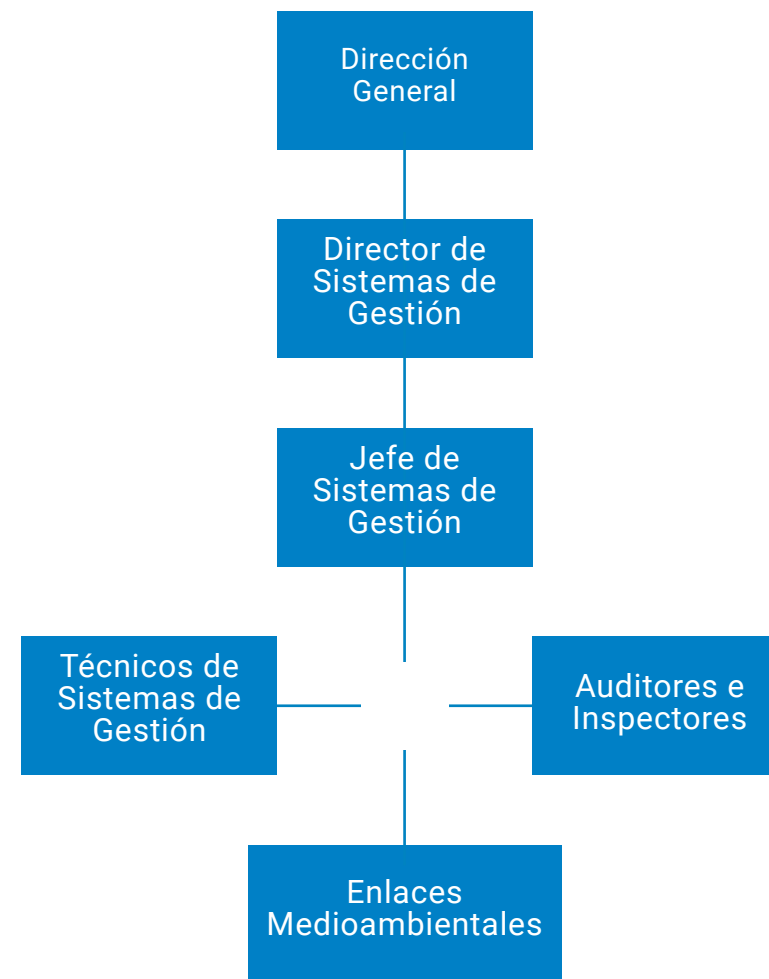 Dirección
General
Director de
Sistemas de
Gestión
Jefe de
Sistemas de
Gestión
Técnicos de
Sistemas de
Gestión
Auditores e
Inspectores
Enlaces
Medioambientales